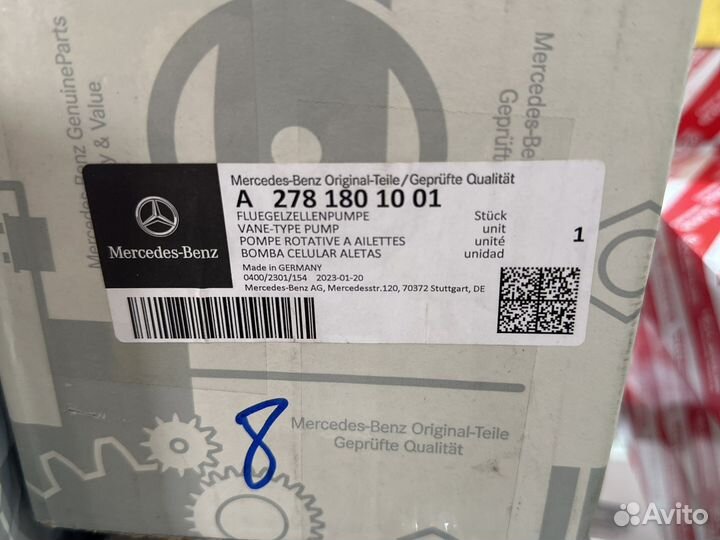 Mercedes-Benz GenuineParts
y & Value
Mercedes-Benz
Geprüfte
Mercedes-Benz
Mercedes-Benz Original-Teile/Geprüfte Qualität
A 278 180 10 01
FLUEGELZELLENPUMPE Stück
VANE-TYPE PUMP unit
POMPE ROTATIVE A AILETTES unité
BOMBA CELULAR ALETAS unidad
1
Made in GERMANY
0400/2301/154 2023-01-20
Mercedes-Benz AG, Mercedesstr.120, 70372 Stuttgart, DE
8
Mercedes-Benz Original-Teile
Geprüfte Qualität
Avito